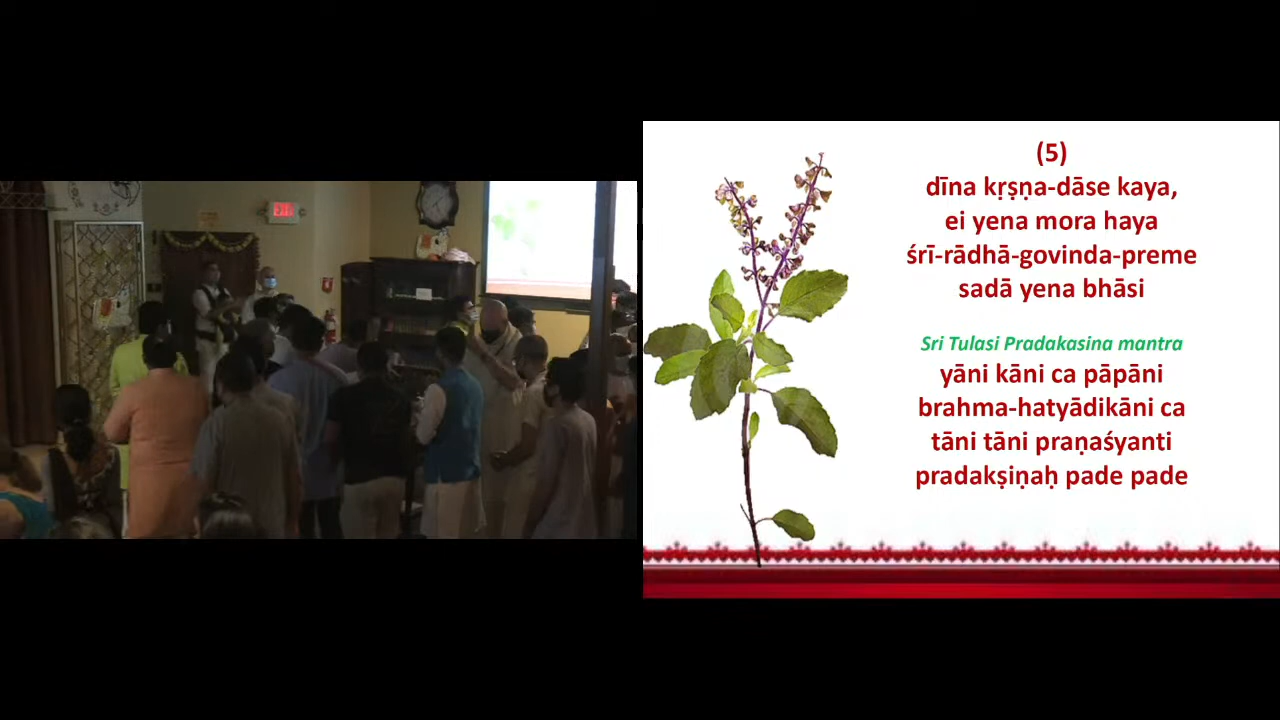 EXIT
(5)
dīna kṛṣṇa-dāse kaya,
ei yena mora haya
śrī-rādhā-govinda-preme
sadā yena bhāsi
Sri Tulasi Pradakasina mantra
yāni kāni ca pāpāni
brahma-hatyādikāni ca
tāni tāni praṇaśyanti
pradakṣiṇaḥ pade pade